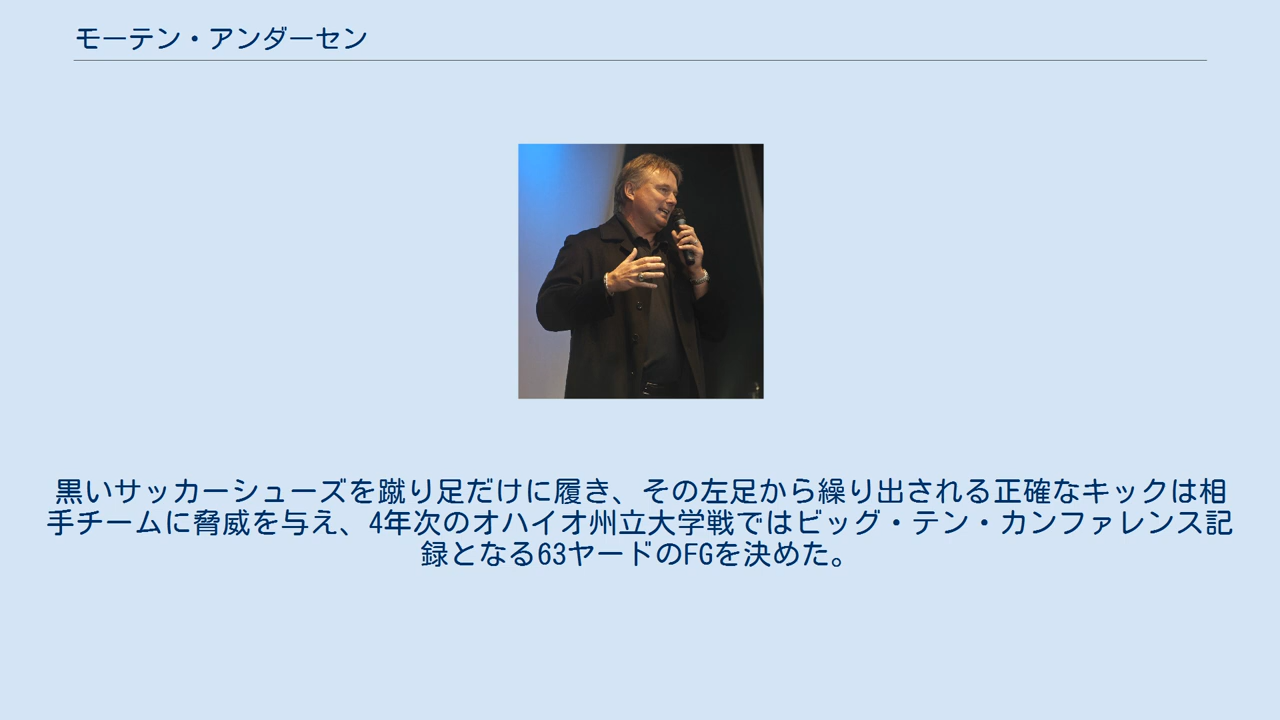 モーテン・アンダーセン
黒いサッカーシューズを蹴り足だけに履き、その左足から繰り出される正確なキックは相
手チームに脅威を与え、4年次のオハイオ州立大学戦ではビッグ・テン・カンファレンス記
録となる63ヤードのFGを決めた。